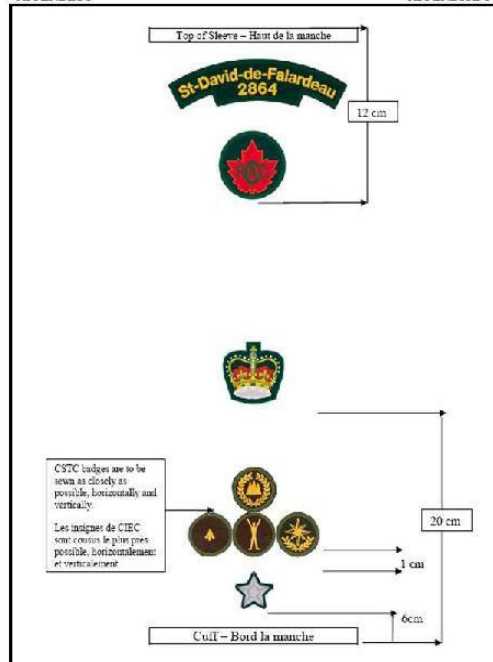 Top of Sleeve – Haut de la manche
St-David-de-Falardeau
2864
12 cm
CSTC badges are to be
sewn as closely as
possible, horizontally and
vertically.
Les insignes de CIEC
sont cousus le plus près
possible, horizontalement
et verticalement
20 cm
1 cm
6cm
Cuff – Bord la manche